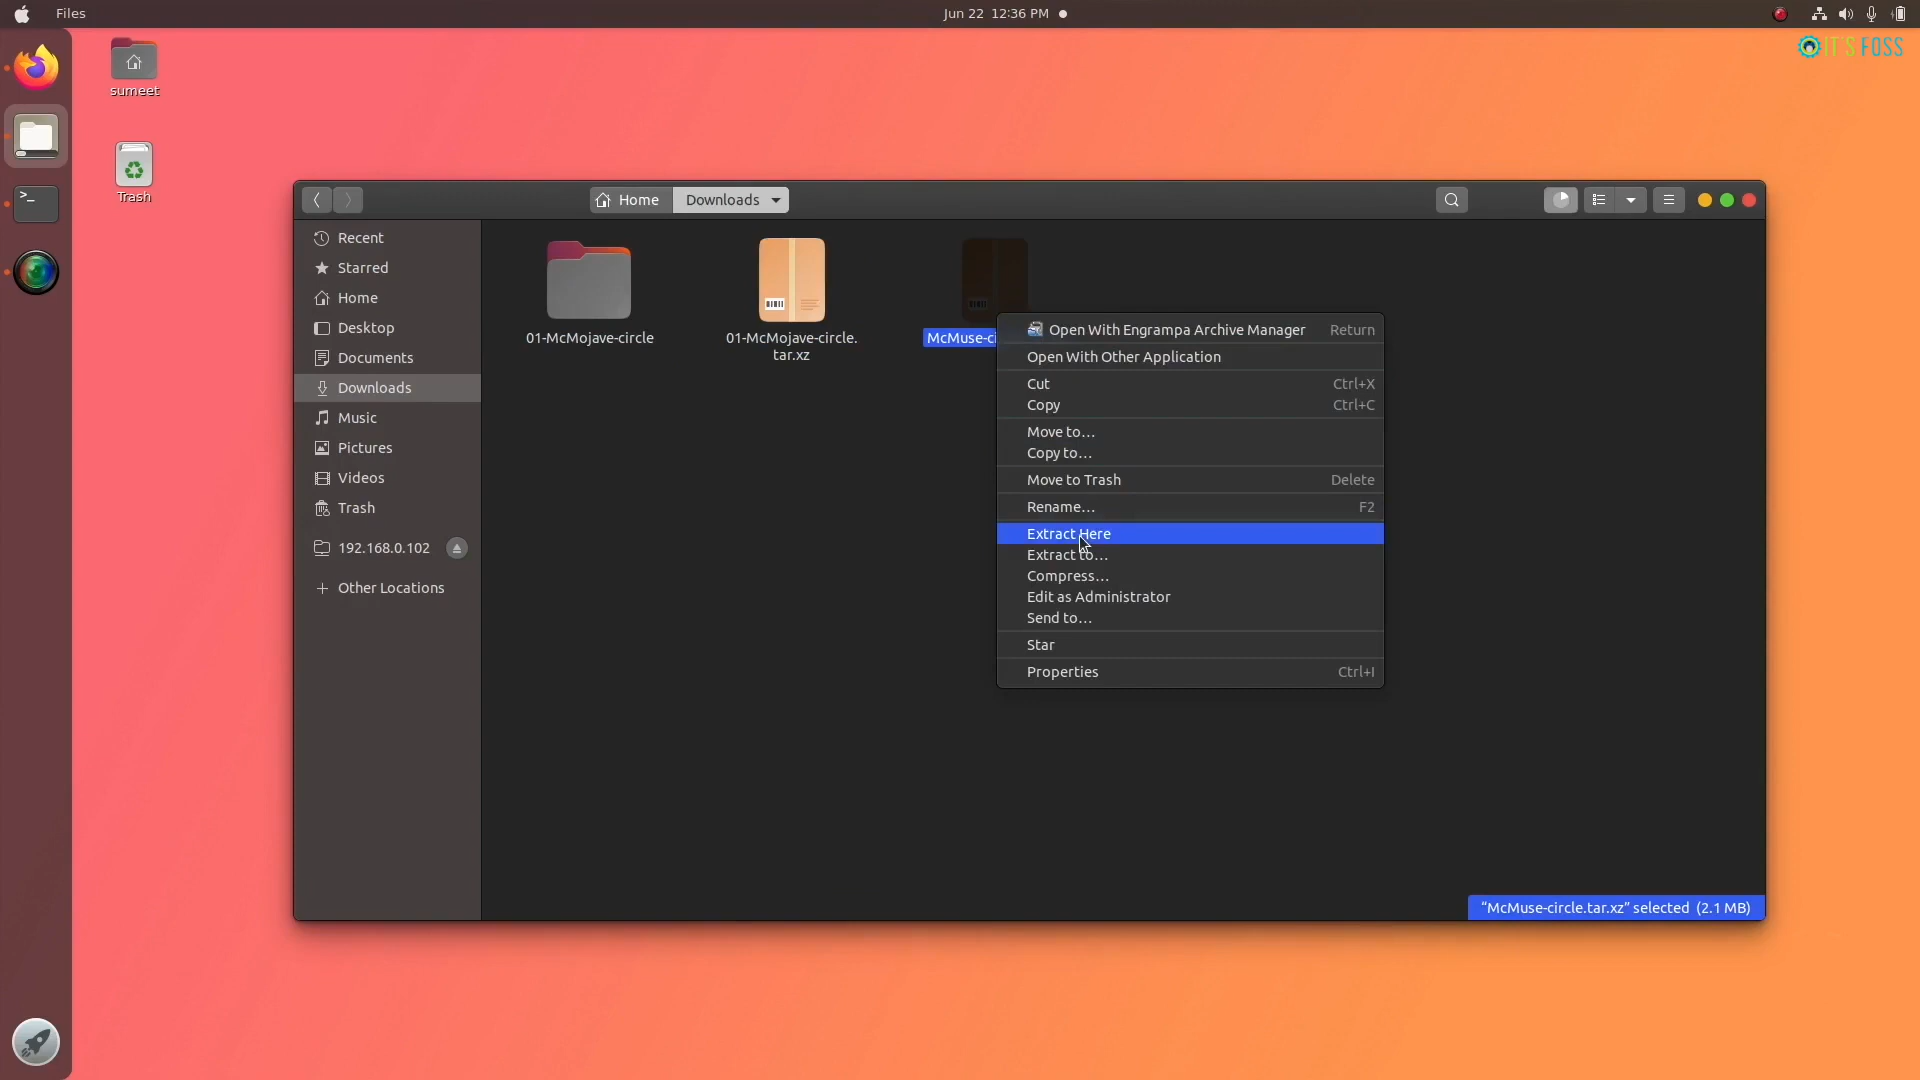 Files
Jun 22 12:36 PM
IT'S FOSS
sumeet
Trash
Home
Downloads
Recent
Starred
Home
Desktop
Documents
Downloads
Music
Pictures
Videos
Trash
192.168.0.102
Other Locations
01-McMojave-circle
01-McMojave-circle.
tar.xz
McMuse-ci
Open With Engrampa Archive Manager Return
Open With Other Application
Cut Ctrl+X
Copy Ctrl+C
Move to…
Copy to…
Move to Trash Delete
Rename… F2
Extract Here
Extract to…
Compress…
Edit as Administrator
Send to…
Star
Properties Ctrl+I
“McMuse-circle.tar.xz” selected (2.1 MB)